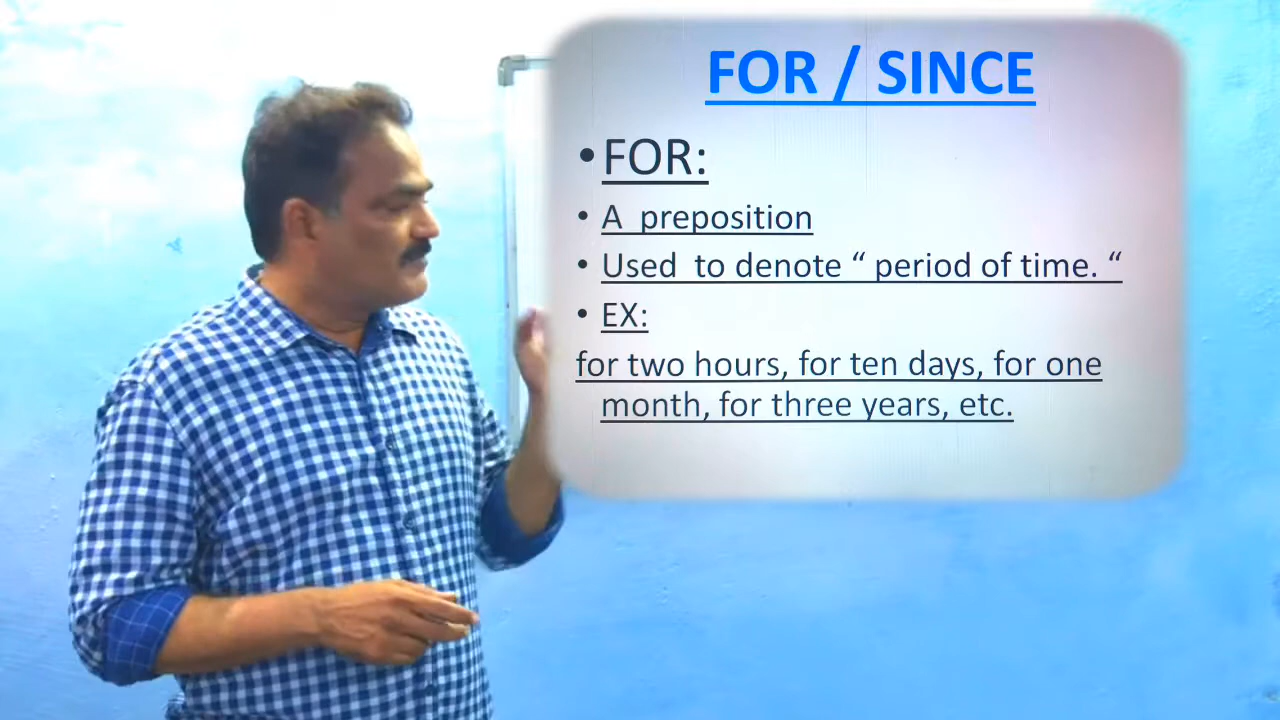 FOR / SINCE
•FOR:
• A preposition
• Used to denote “ period of time. “
• EX:
for two hours, for ten days, for one
month, for three years, etc.